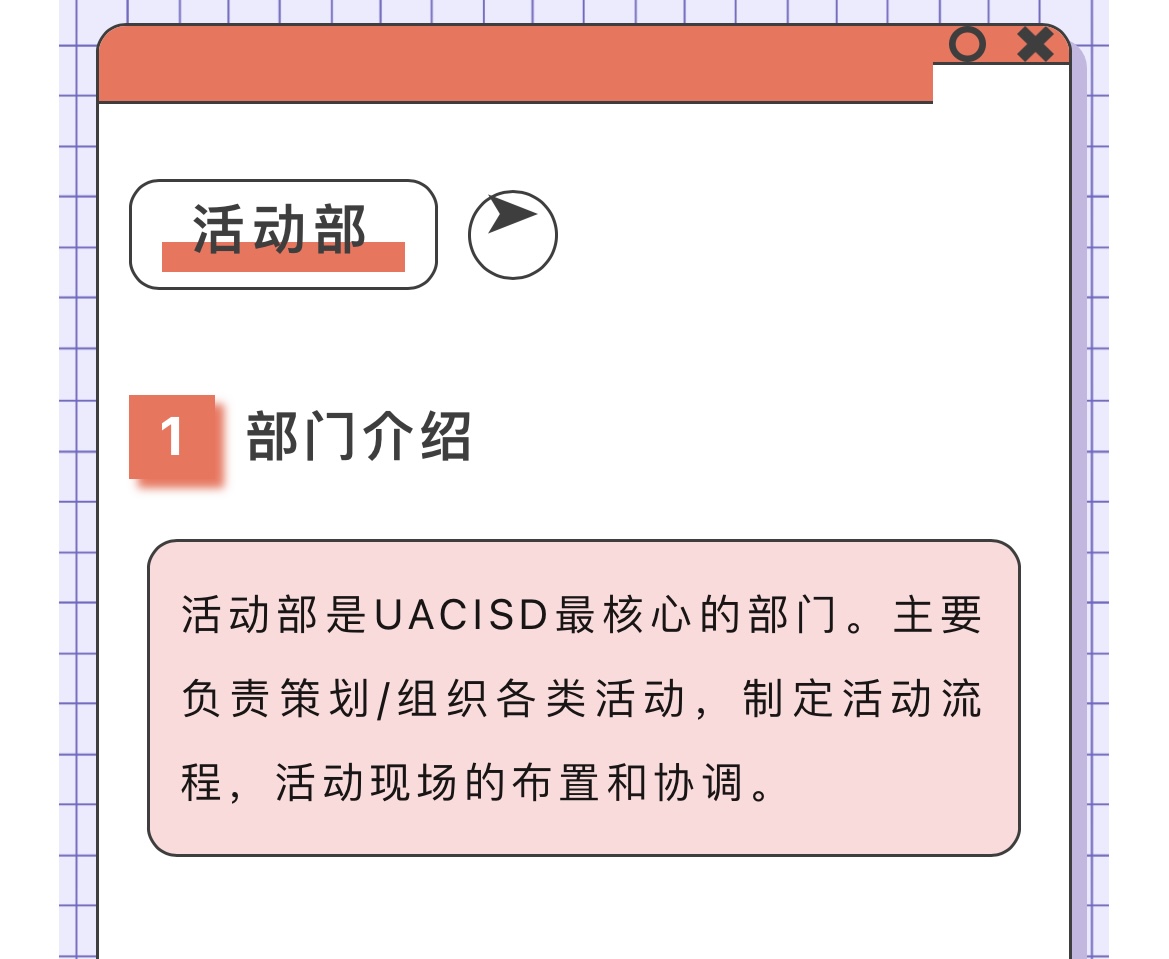 活动部
1 部门介绍
活动部是UACISD最核心的部门。主要
负责策划/组织各类活动，制定活动流
程，活动现场的布置和协调。